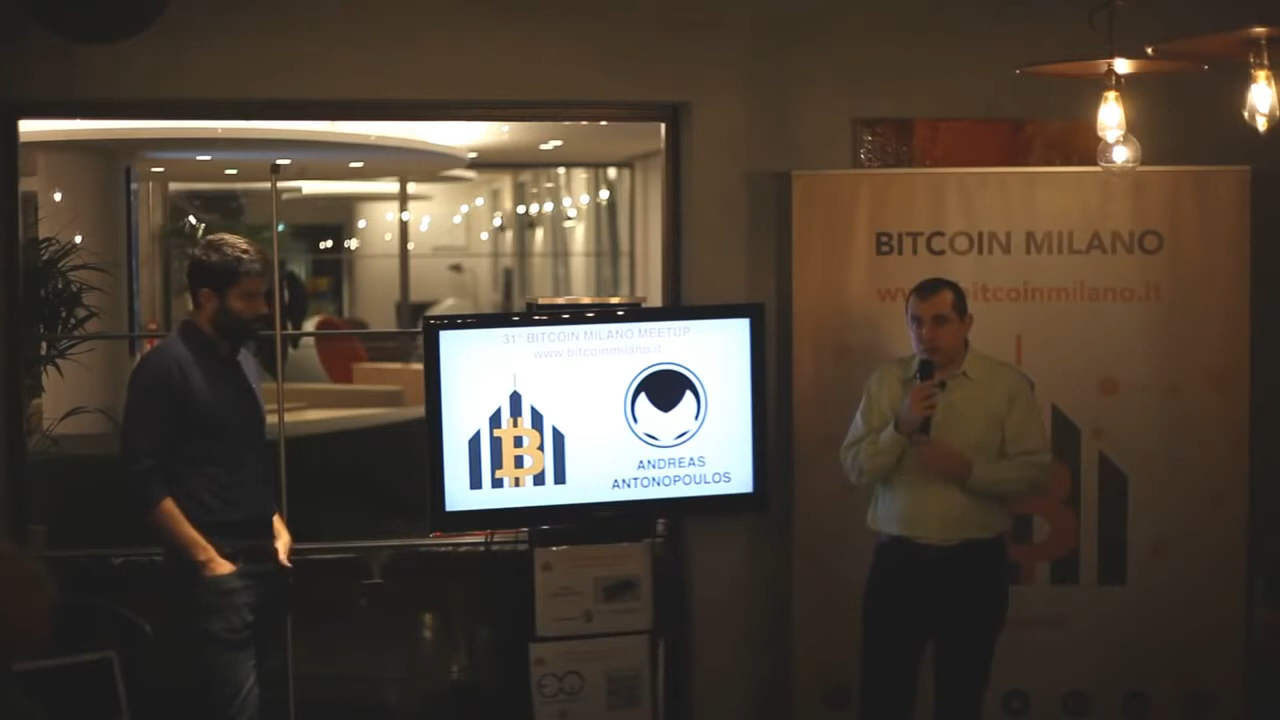 31° BITCOIN MILANO MEETUP
www.bitcoinmilano.it
ANDREAS
ANTONOPOULOS
BITCOIN MILANO
bitcoinmilano.it